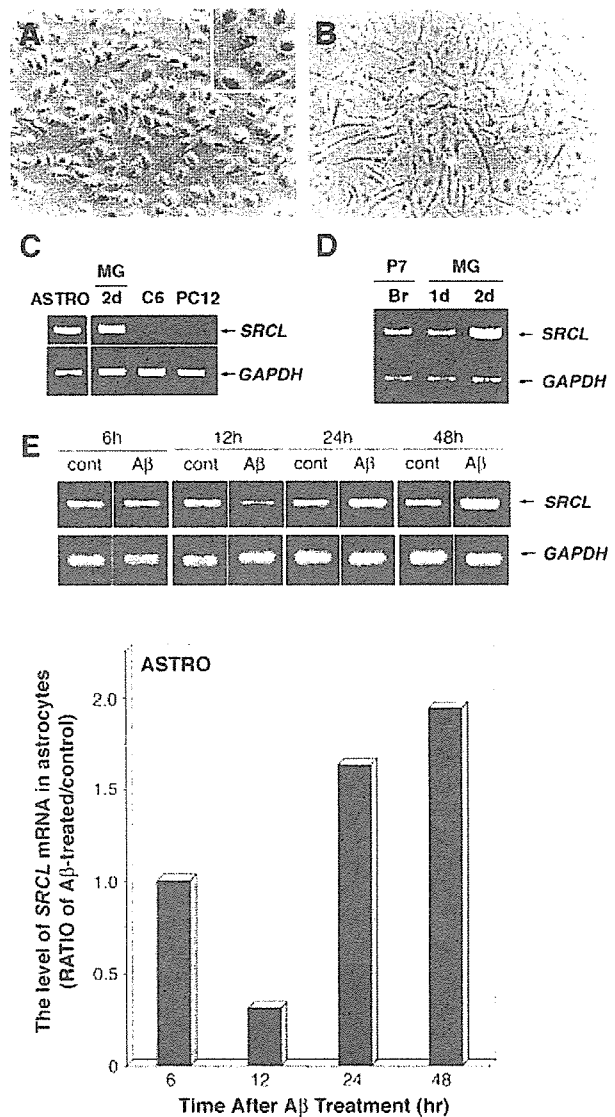 A
B
C
D
MG
ASTRO 2d C6 PC12
← SRCL
← GAPDH
P7 MG
Br 1d 2d
← SRCL
← GAPDH
E
6h 12h 24h 48h
cont Aβ cont Aβ cont Aβ cont Aβ
← SRCL
← GAPDH
ASTRO
The level of SRCL mRNA in astrocytes
(RATIO of Aβ-treated/control)
2.0
1.5
1.0
0.5
0
6 12 24 48
Time After Aβ Treatment (hr)